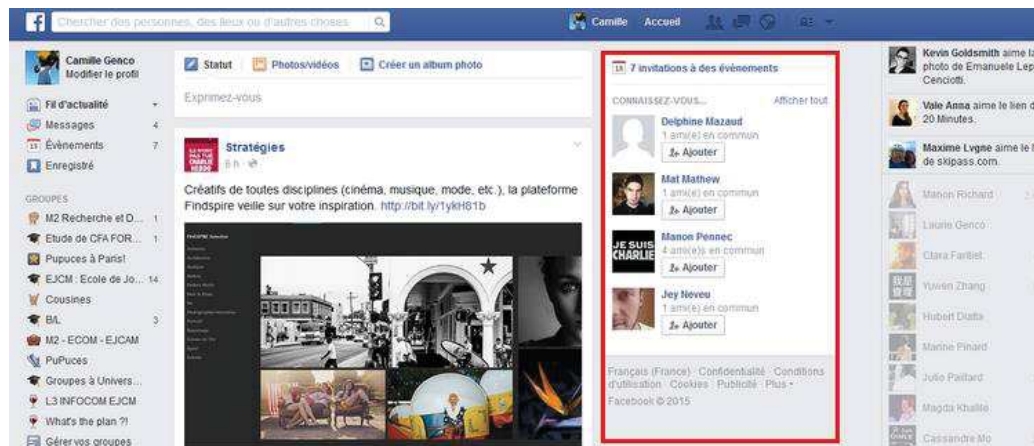 f
Chercher des personnes, des lieux ou d'autres choses
Camille Accueil
Camille Genco
Modifier le profil
Fil d'actualité
Messages 4
Évènements 7
Enregistré
GROUPES
M2 Recherche et D... 1
Etude de CFA FOR... 1
Pupuces à Paris!
EJCM : Ecole de Jo... 14
Cousines
B/L 3
M2 - ECOM - EJCAM
PuPuces
Groupes à Univers...
L3 INFOCOM EJCM
What's the plan ?!
Gérer vos groupes
Statut Photos/vidéos Créer un album photo
Exprimez-vous
Stratégies
8 h
Créatifs de toutes disciplines (cinéma, musique, mode, etc.), la plateforme
Findspire veille sur votre inspiration. http://bit.ly/1ykH81b
7 invitations à des évènements
CONNAISSEZ-VOUS... Afficher tout
Delphine Mazaud
1 ami(e) en commun
Ajouter
Mat Mathew
1 ami(e) en commun
Ajouter
JE SUIS
CHARLIE
Manon Pennec
4 ami(e)s en commun
Ajouter
Jey Neveu
1 ami(e) en commun
Ajouter
Français (France) · Confidentialité · Conditions
d'utilisation · Cookies · Publicité · Plus
Facebook © 2015
Kevin Goldsmith aime la
photo de Emanuele Lep
Cenciotti.
Vale Anna aime le lien d
20 Minutes.
Maxime Lvgne aime le l
de skipass.com.
Manon Richard
Laurie Genco
Clara Farillet
Yuwen Zhang
Hubert Diatta
Marine Pinard
Julie Paillard
Magda Khalife
Cassandre Mo